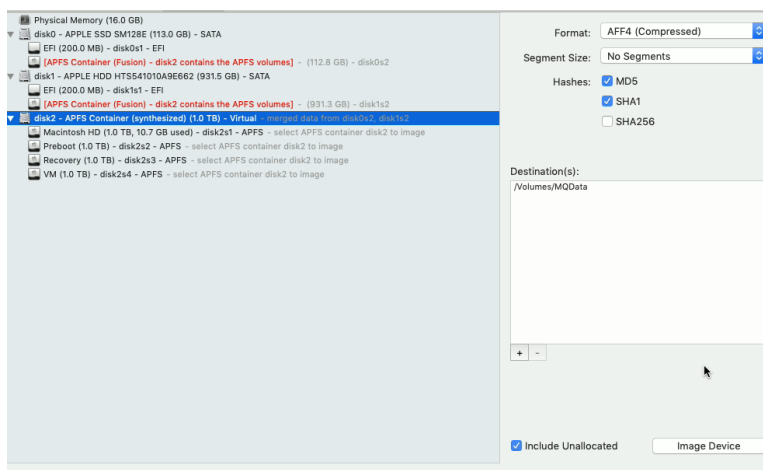 Physical Memory (16.0 GB)
disk0 - APPLE SSD SM128E (113.0 GB) - SATA
EFI (200.0 MB) - disk0s1 - EFI
[APFS Container (Fusion) - disk2 contains the APFS volumes] - (112.8 GB) - disk0s2
disk1 - APPLE HDD HTS541010A9E662 (931.5 GB) - SATA
EFI (200.0 MB) - disk1s1 - EFI
[APFS Container (Fusion) - disk2 contains the APFS volumes] - (931.3 GB) - disk1s2
disk2 - APFS Container (synthesized) (1.0 TB) - Virtual - merged data from disk0s2, disk1s2
Macintosh HD (1.0 TB, 10.7 GB used) - disk2s1 - APFS - select APFS container disk2 to image
Preboot (1.0 TB) - disk2s2 - APFS - select APFS container disk2 to image
Recovery (1.0 TB) - disk2s3 - APFS - select APFS container disk2 to image
VM (1.0 TB) - disk2s4 - APFS - select APFS container disk2 to image
Format: AFF4 (Compressed)
Segment Size: No Segments
Hashes: MD5
SHA1
SHA256
Destination(s):
/Volumes/MQData
+ -
Include Unallocated
Image Device